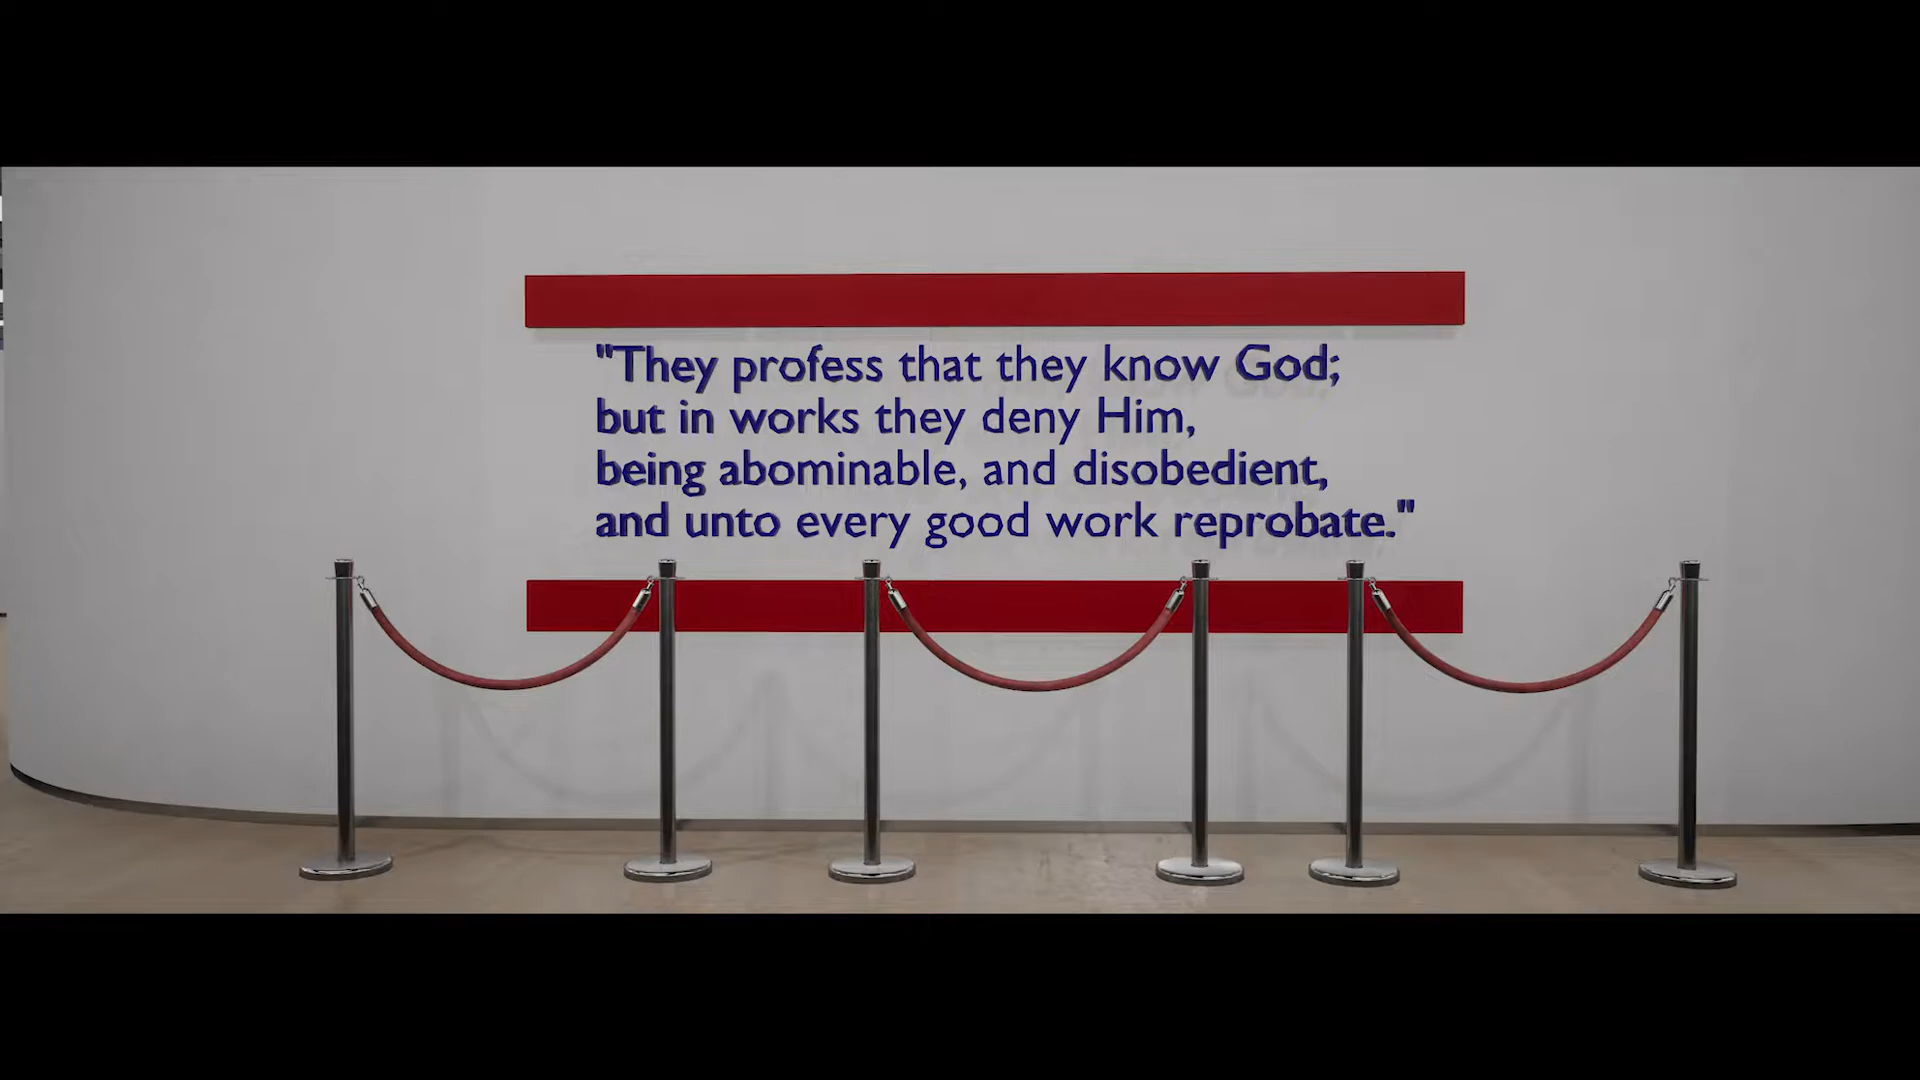 "They profess that they know God;
but in works they deny Him,
being abominable, and disobedient,
and unto every good work reprobate."